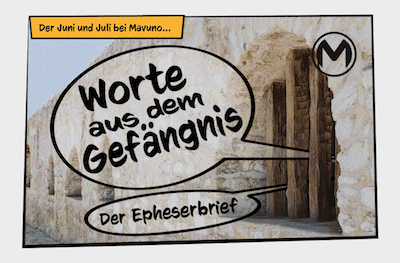 Der Juni und Juli bei Mavuno...
M
Worte
aus dem
Gefängnis
Der Epheserbrief